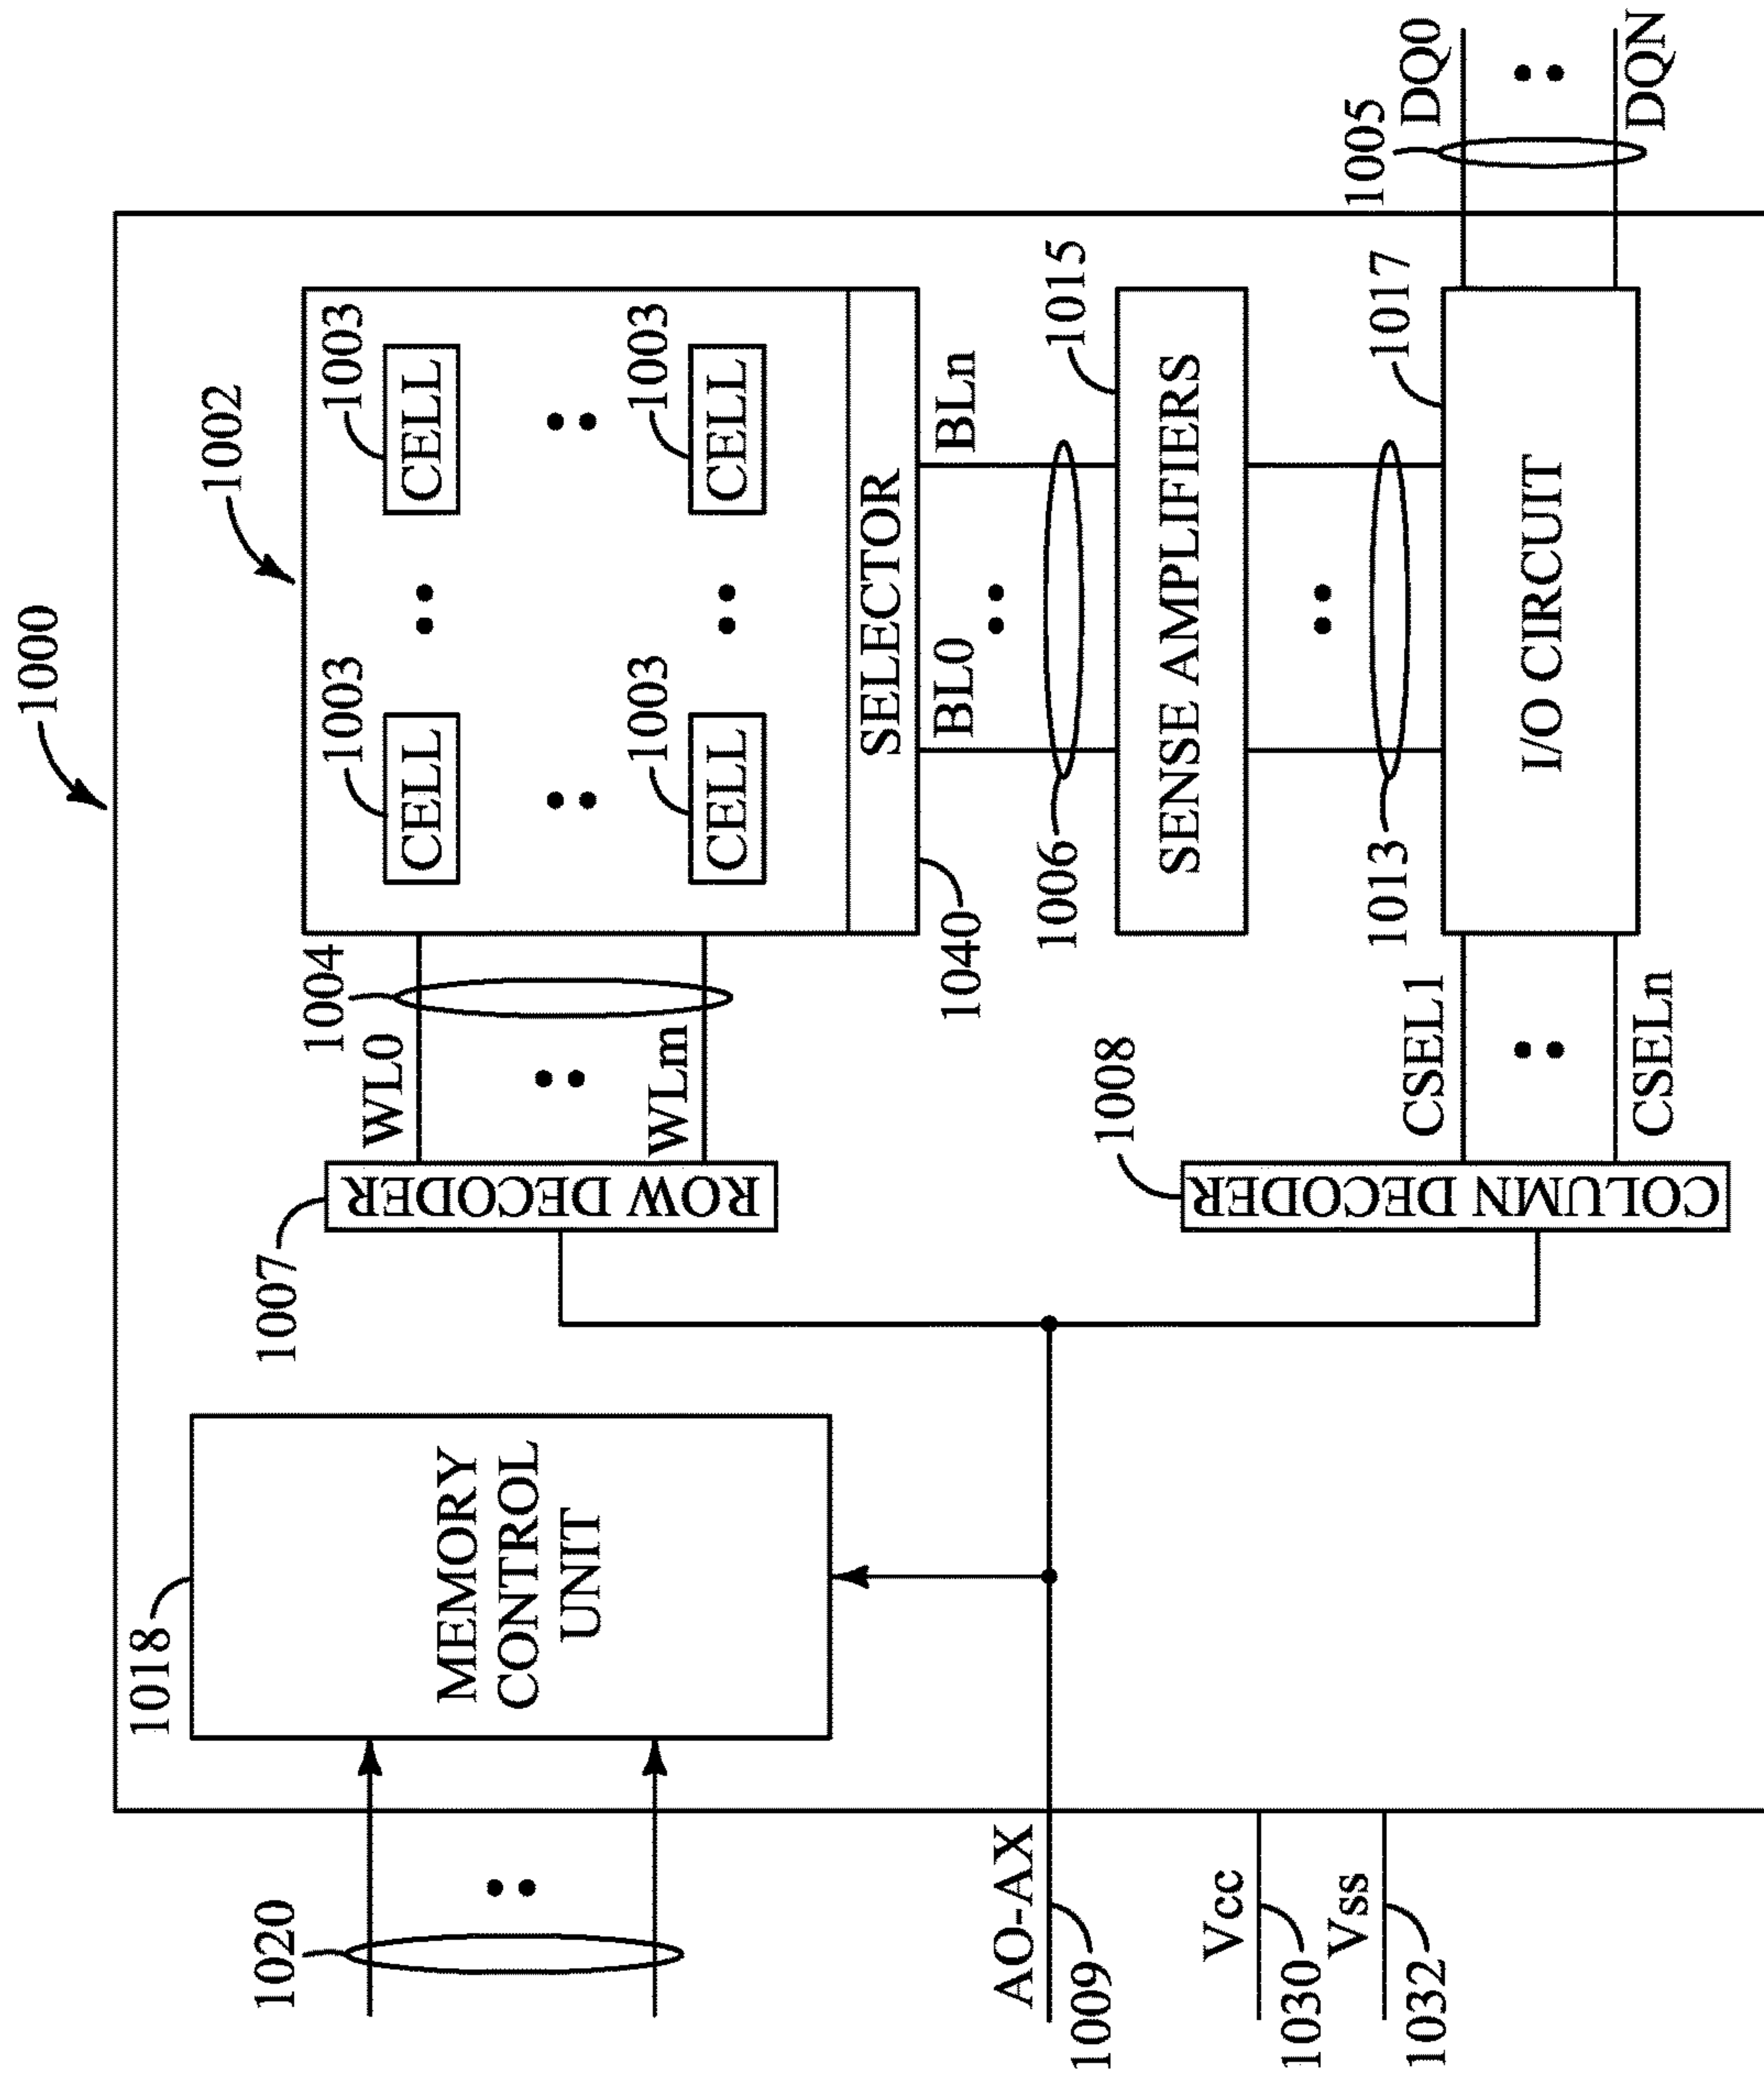 1000
1002
1003
CELL
1003
CELL
1003
CELL
1003
CELL
SELECTOR
1040
1004
WL0
WLm
1007
ROW DECODER
1018
MEMORY
CONTROL
UNIT
1020
BL0
BLn
1006
1015
SENSE AMPLIFIERS
1013
1017
I/O CIRCUIT
1005
DQ0
DQN
1008
COLUMN DECODER
CSEL1
CSELn
AO-AX
1009
Vcc
1030
Vss
1032